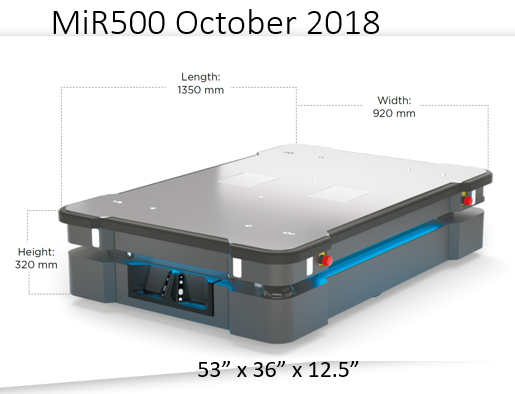 MiR500 October 2018
Length:
1350 mm
Width:
920 mm
Height:
320 mm
53” x 36” x 12.5”